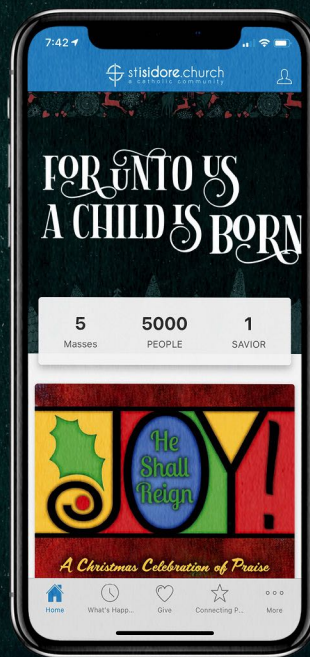 7:42
stisidore.church
a catholic community
FOR UNTO US
A CHILD IS BORN
5 5000 1
Masses PEOPLE SAVIOR
JOY!
He
Shall
Reign
A Christmas Celebration of Praise
Home What's Happ... Give Connecting P... More